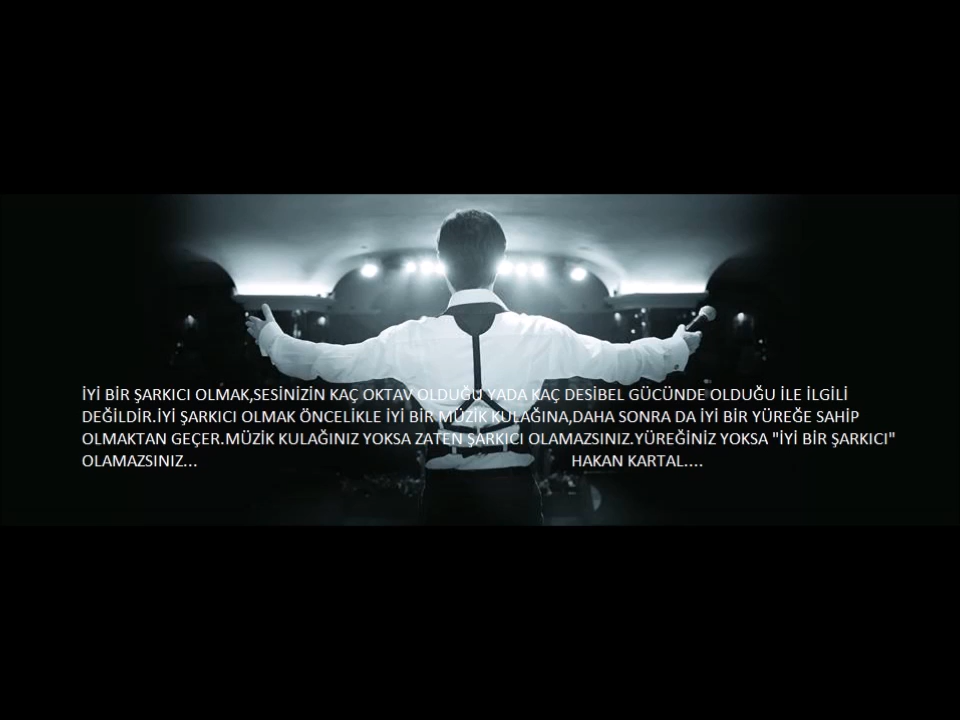 İYİ BİR ŞARKICI OLMAK,SESİNİZİN KAÇ OKTAV OLDUĞU YADA KAÇ DESİBEL GÜCÜNDE OLDUĞU İLE İLGİLİ
DEĞİLDİR.İYİ ŞARKICI OLMAK ÖNCELİKLE İYİ BİR MÜZİK KULAĞINA,DAHA SONRA DA İYİ BİR YÜREĞE SAHİP
OLMAKTAN GEÇER.MÜZİK KULAĞINIZ YOKSA ZATEN ŞARKICI OLAMAZSINIZ.YÜREĞİNİZ YOKSA "İYİ BİR ŞARKICI"
OLAMAZSINIZ... HAKAN KARTAL....